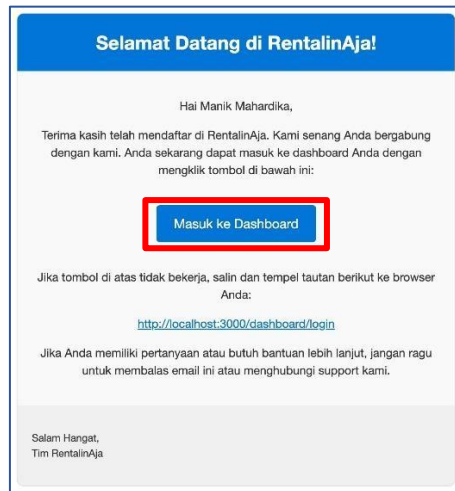 Selamat Datang di RentalinAja!
Hai Manik Mahardika,
Terima kasih telah mendaftar di RentalinAja. Kami senang Anda bergabung
dengan kami. Anda sekarang dapat masuk ke dashboard Anda dengan
mengklik tombol di bawah ini:
Masuk ke Dashboard
Jika tombol di atas tidak bekerja, salin dan tempel tautan berikut ke browser
Anda:
http://localhost:3000/dashboard/login
Jika Anda memiliki pertanyaan atau butuh bantuan lebih lanjut, jangan ragu
untuk membalas email ini atau menghubungi support kami.
Salam Hangat,
Tim RentalinAja